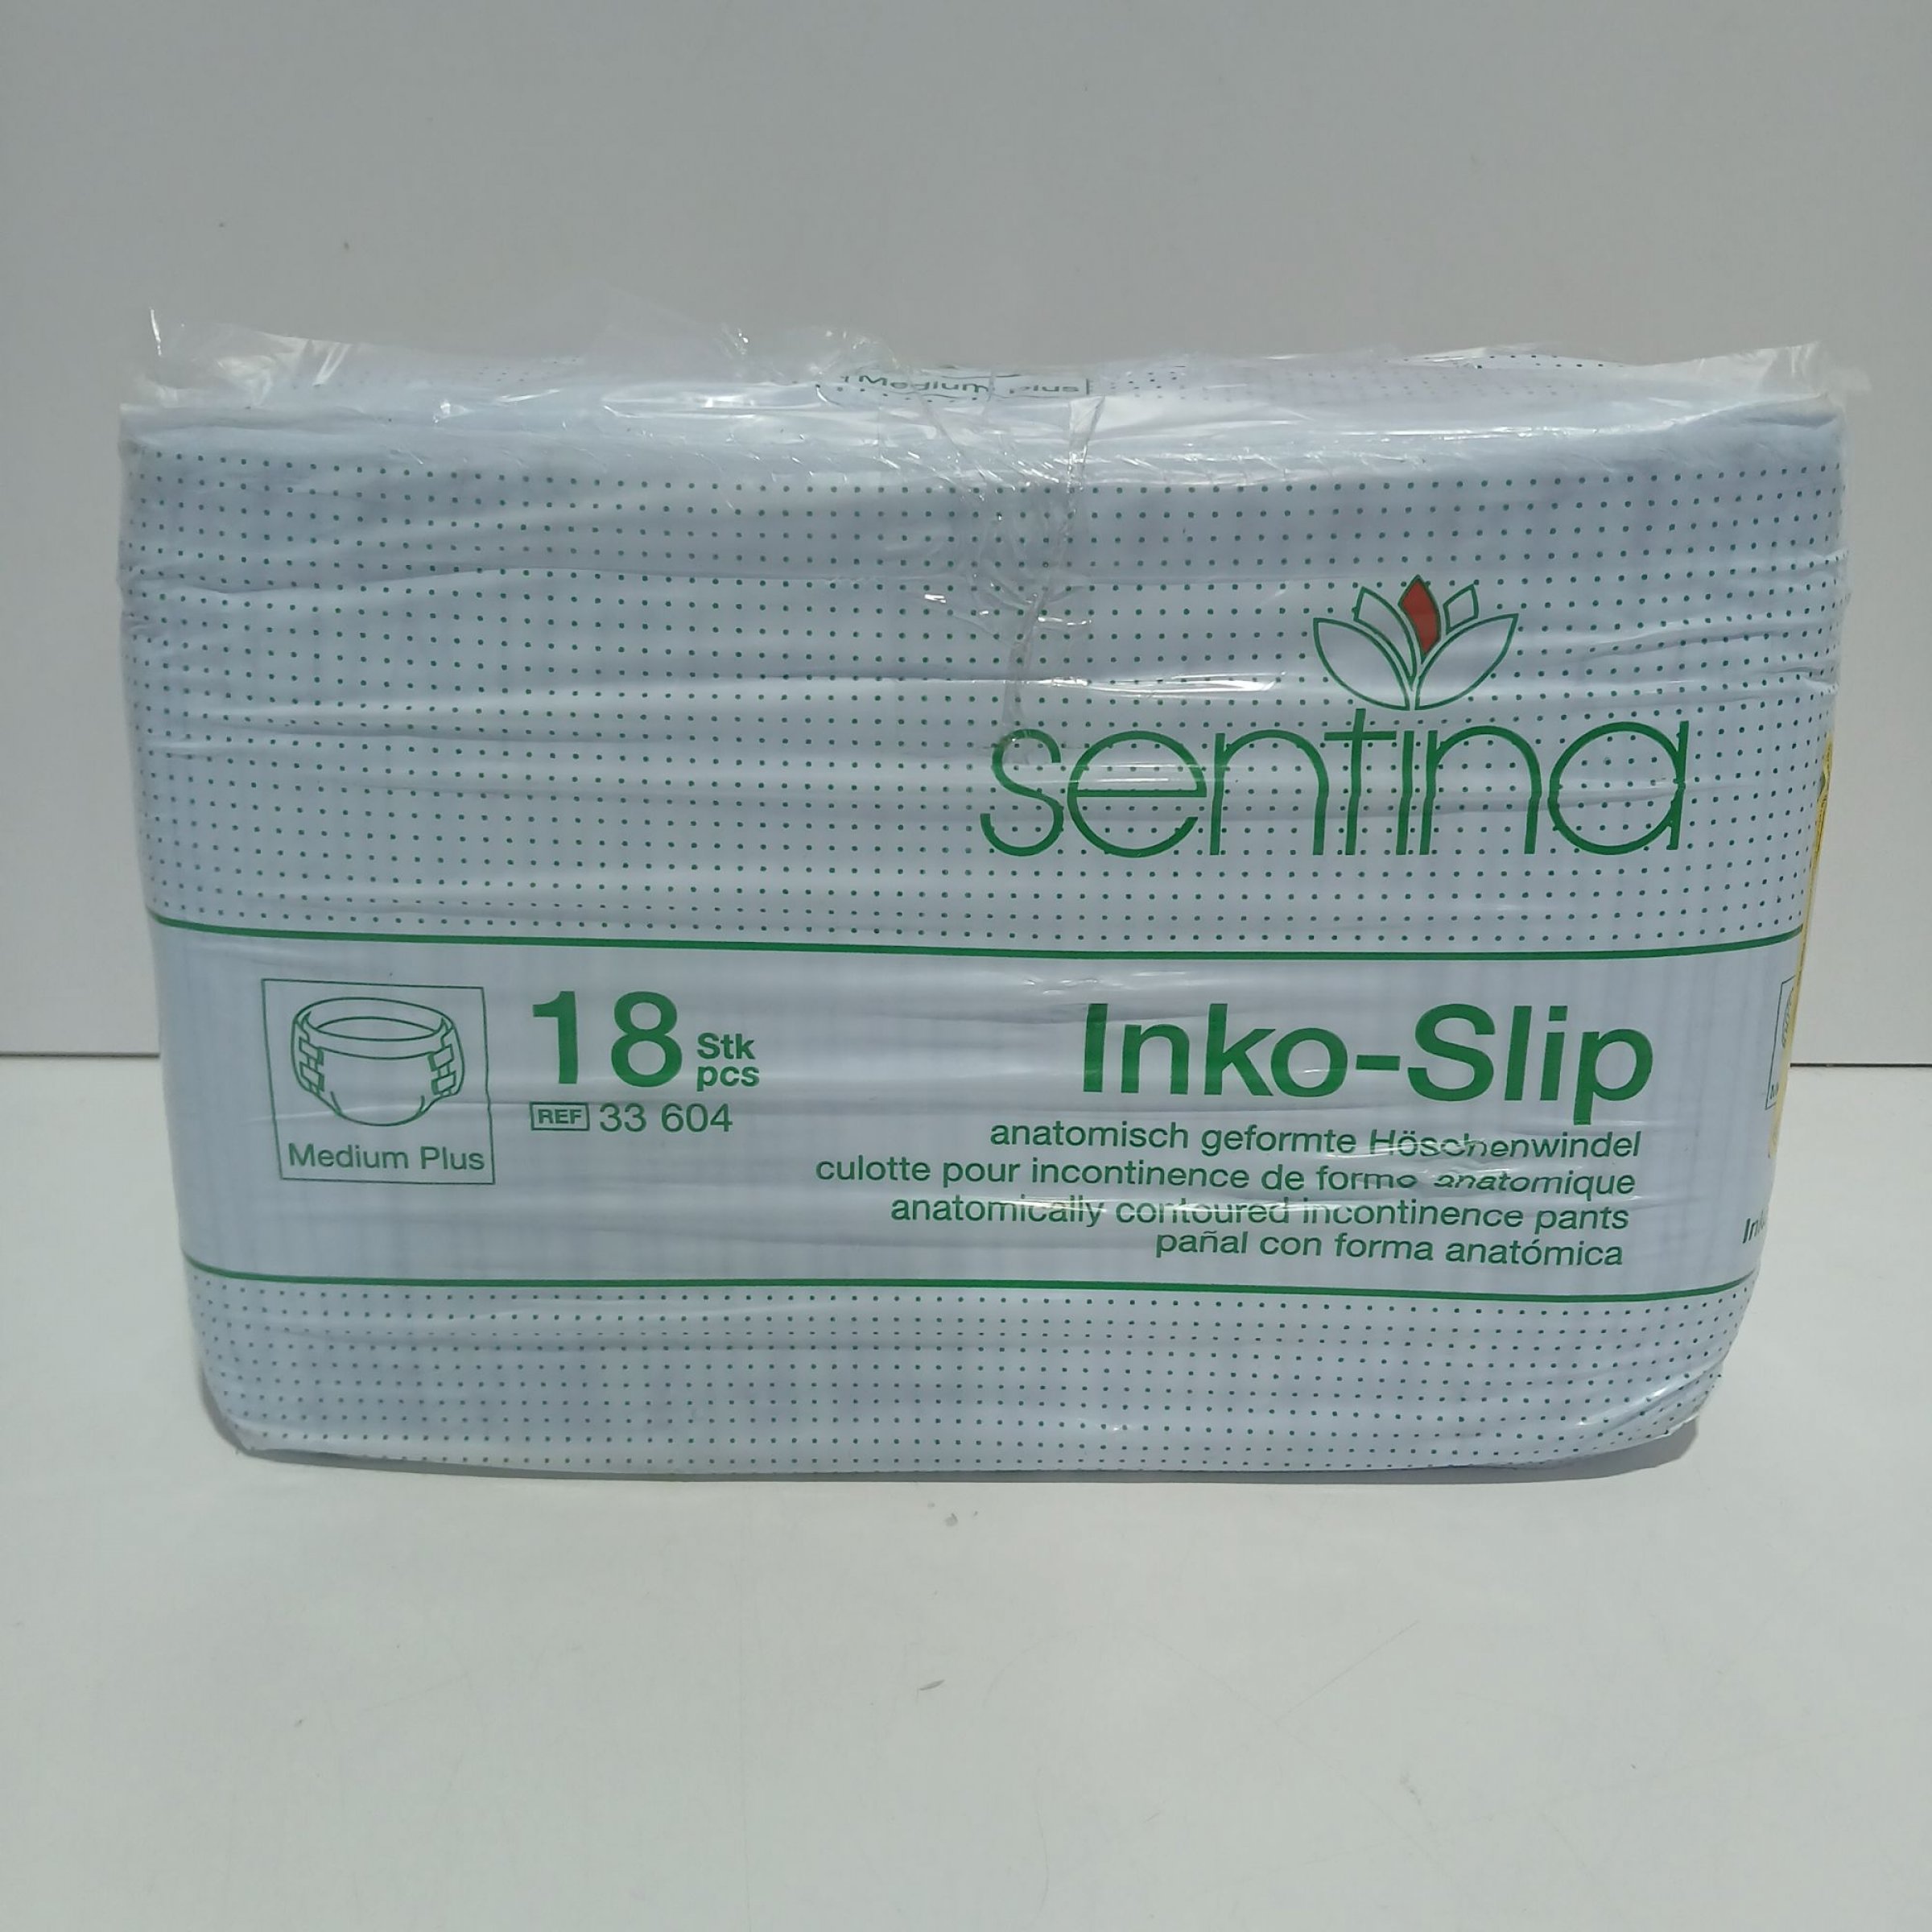 Medium Plus
sentina
18 Stk
pcs
REF 33 604
Medium Plus
Inko-Slip
anatomisch geformte Höschenwindel
culotte pour incontinence de forme anatomique
anatomically contoured incontinence pants
pañal con forma anatómica